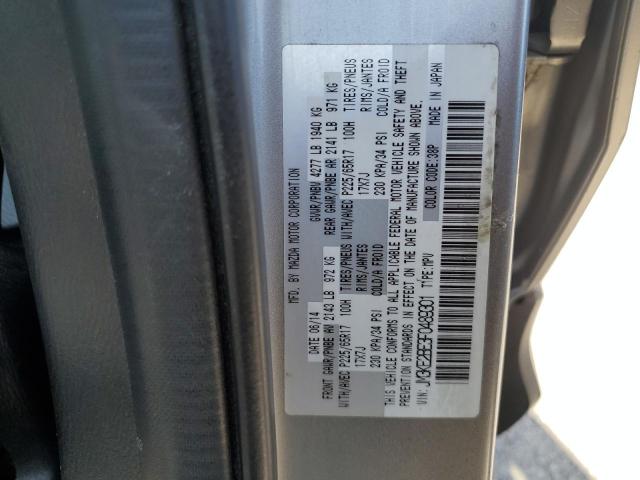 MFD. BY MAZDA MOTOR CORPORATION
DATE 06/14 GVWR/PNBV 4277 LB 1940 KG
FRONT GAWR/PNBE AV 2143 LB 972 KG REAR GAWR/PNBE AR 2141 LB 971 KG
TIRES/PNEUS TIRES/PNEUS
WITH/AVEC P225/65R17 100H RIMS/JANTES WITH/AVEC P225/65R17 100H RIMS/JANTES
17X7J 17X7J
230 KPA/34 PSI COLD/A FROID 230 KPA/34 PSI COLD/A FROID
THIS VEHICLE CONFORMS TO ALL APPLICABLE FEDERAL MOTOR VEHICLE SAFETY AND THEFT
PREVENTION STANDARDS IN EFFECT ON THE DATE OF MANUFACTURE SHOWN ABOVE.
VIN: JM3KE2BE3F0489301 TYPE:MPV COLOR CODE:38P MADE IN JAPAN